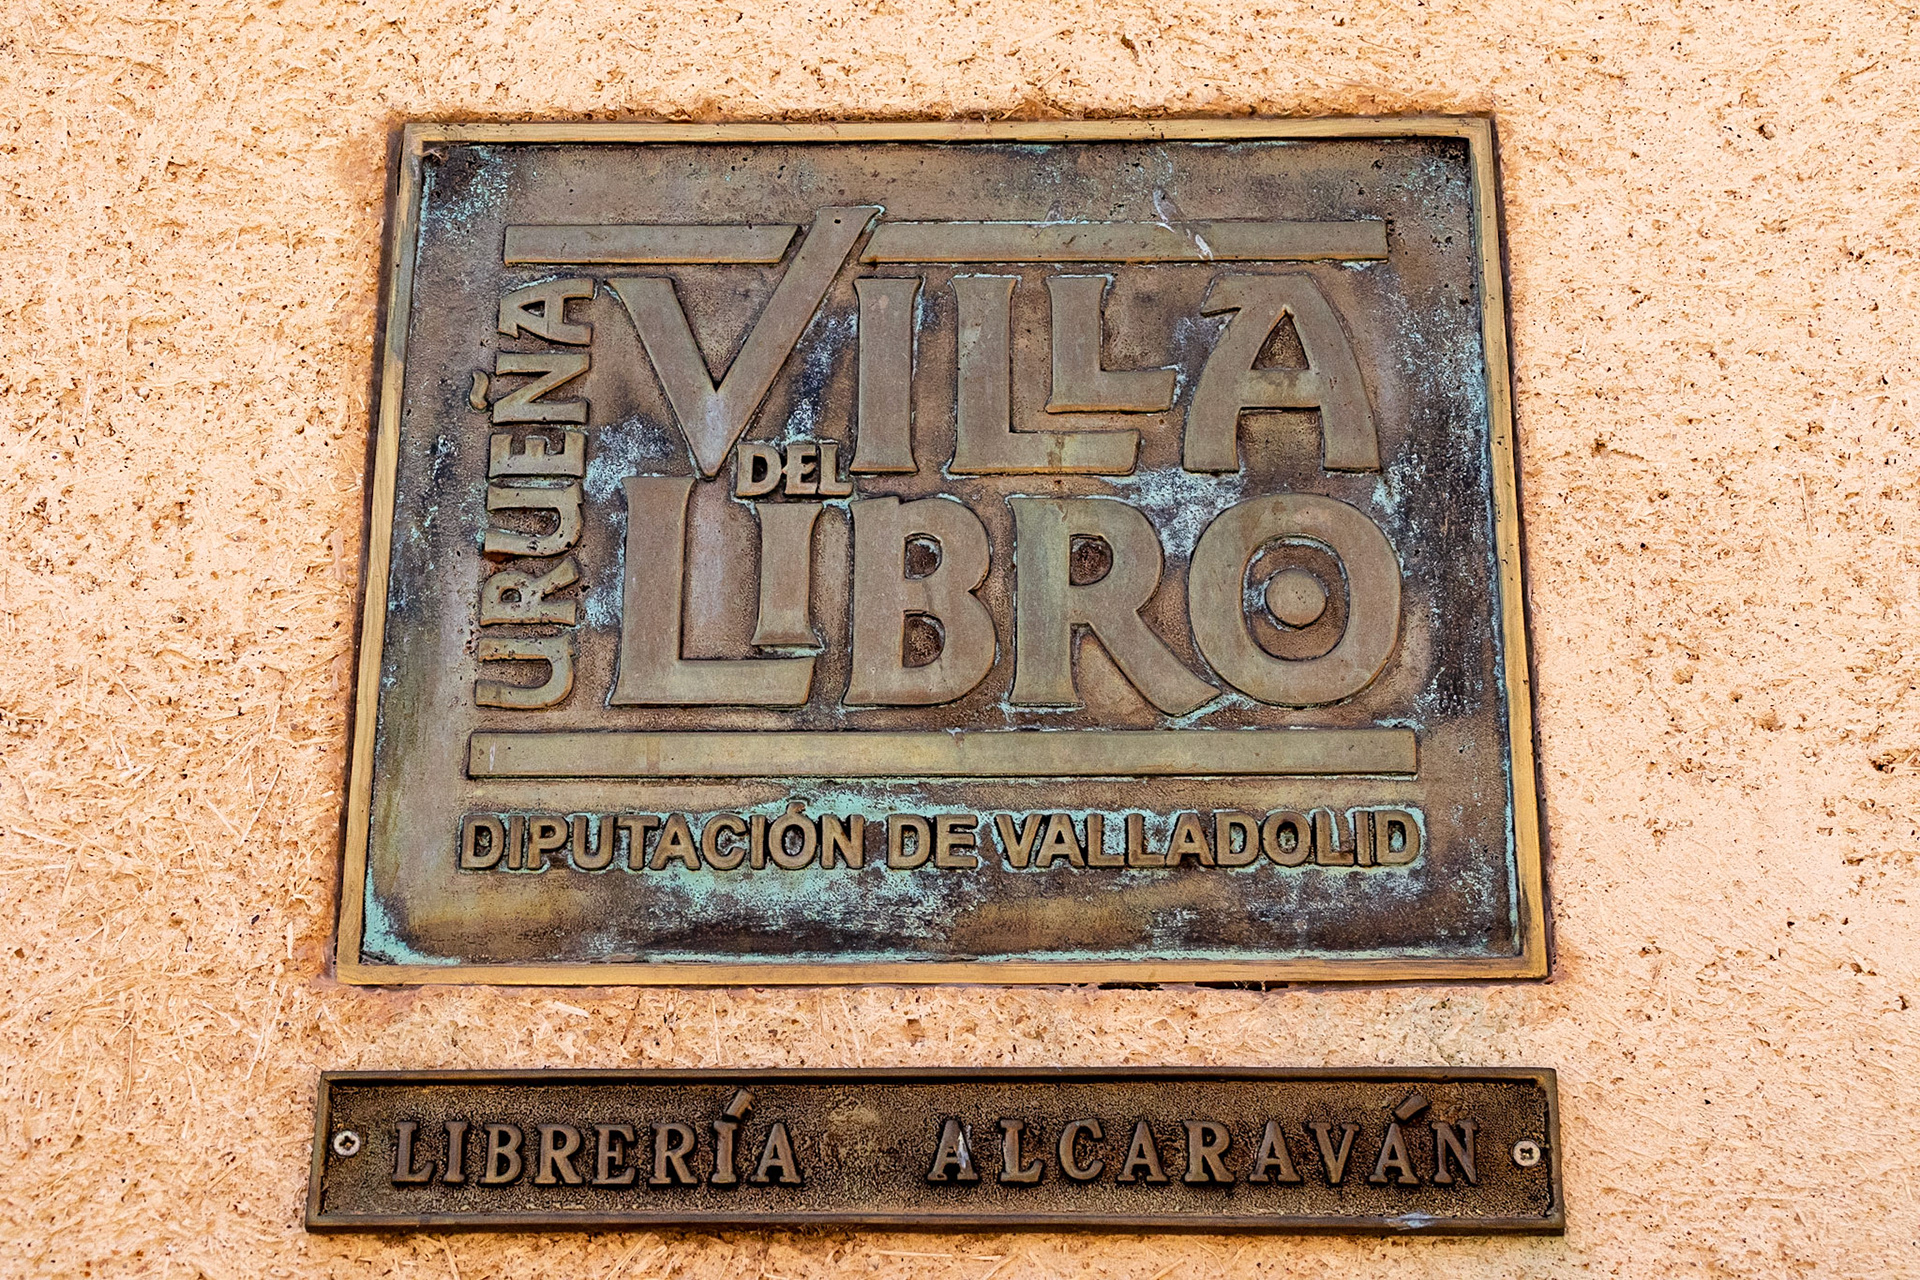 URUEÑA
VILLA
DEL
LIBRO
DIPUTACIÓN DE VALLADOLID
LIBRERÍA ALCARAVÁN